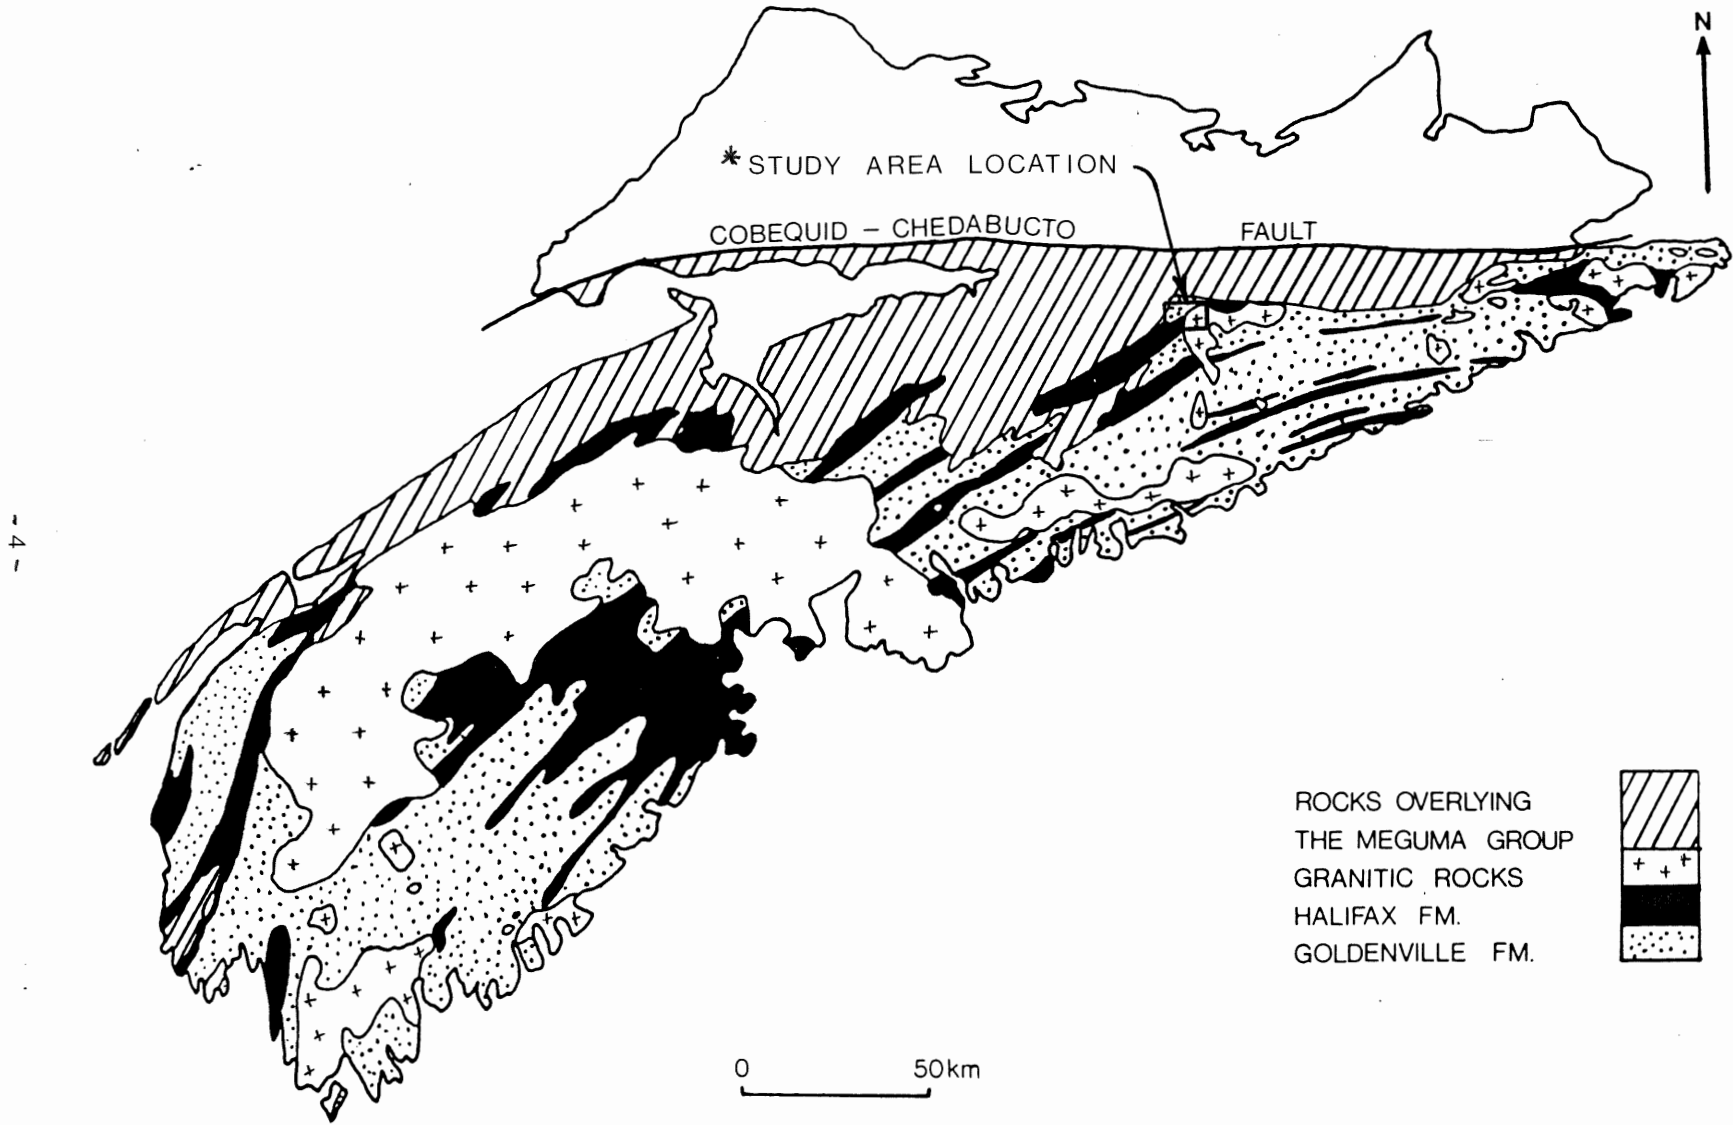 N
* STUDY AREA LOCATION
COBEQUID – CHEDABUCTO FAULT
- 4 -
ROCKS OVERLYING
THE MEGUMA GROUP
GRANITIC ROCKS
HALIFAX FM.
GOLDENVILLE FM.
0 50km